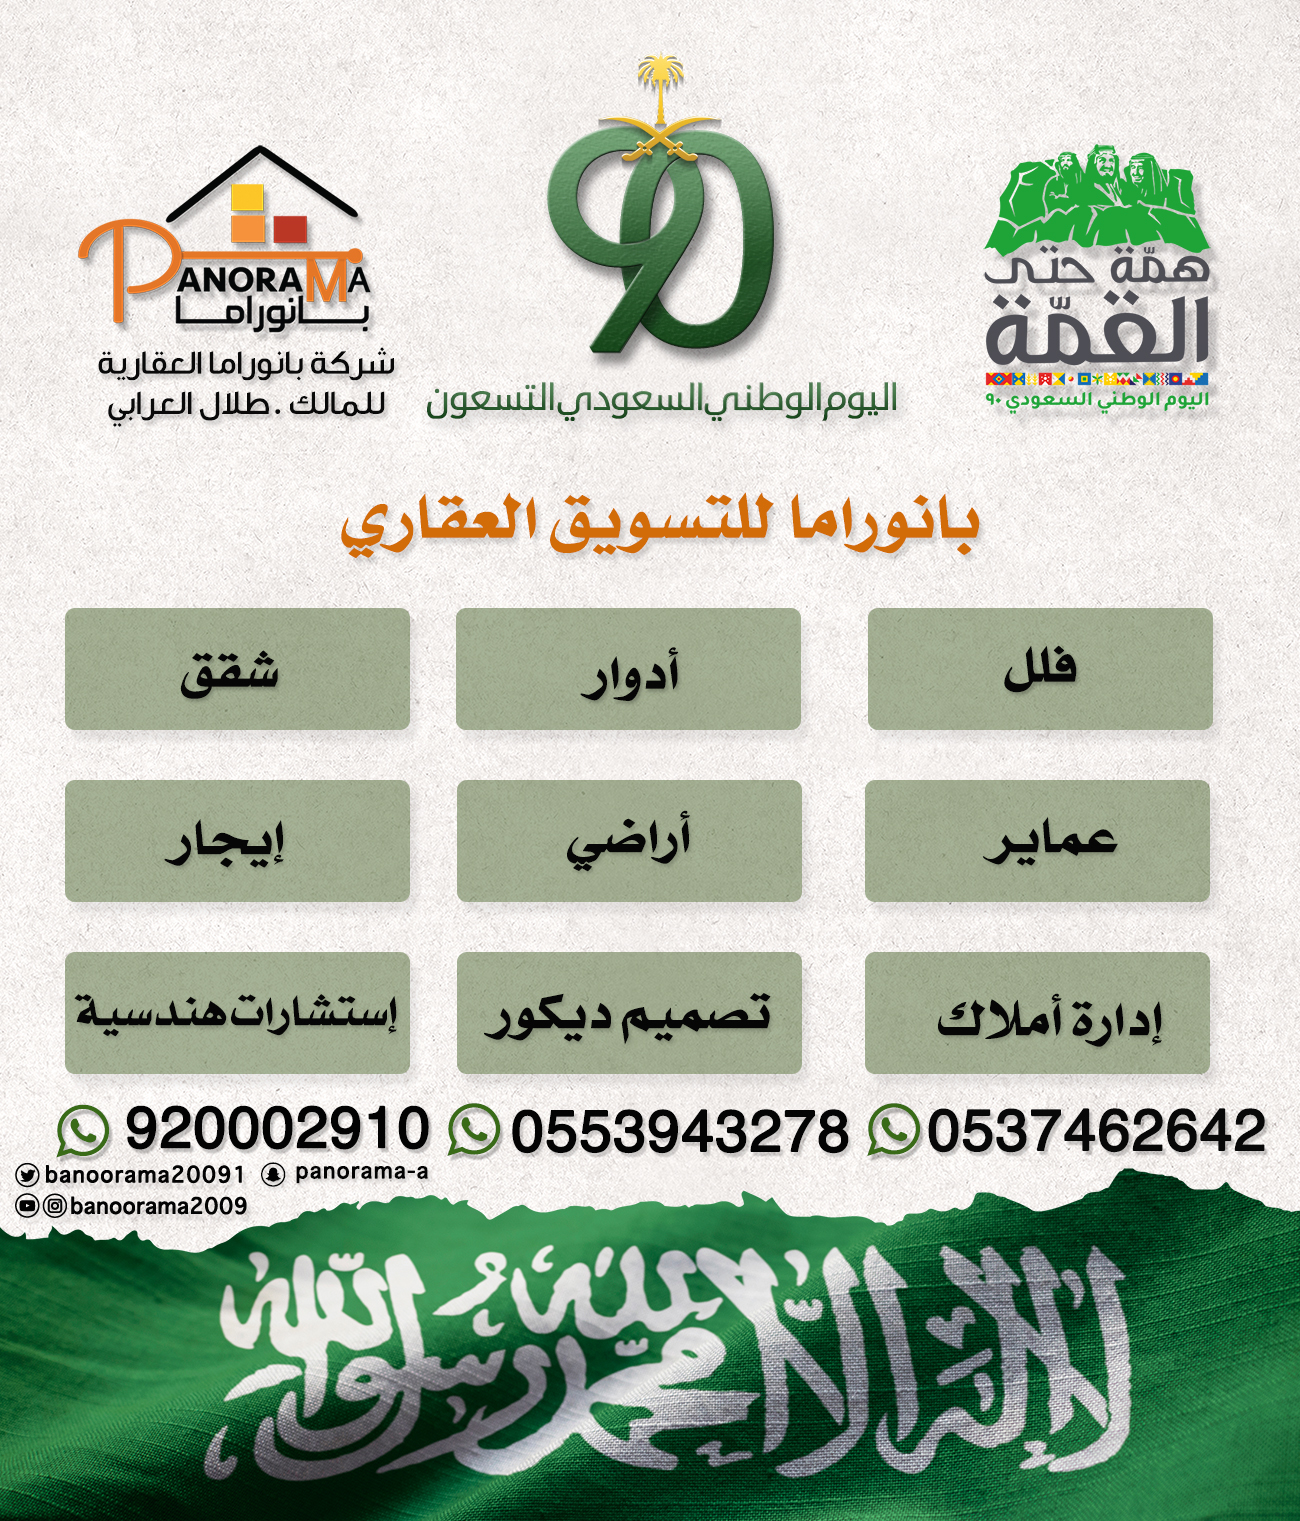 همّة حتى
القمّة
اليوم الوطني السعودي ٩٠
90
اليوم الوطني السعودي التسعون
PANORAMA
بانوراما
شركة بانوراما العقارية
للمالك . طلال العرابي
بانوراما للتسويق العقاري
فلل
أدوار
شقق
عماير
أراضي
إيجار
إدارة أملاك
تصميم ديكور
إستشارات هندسية
920002910
0553943278
0537462642
banoorama20091
panorama-a
banoorama2009
لا إله إلا الله محمد رسول الله